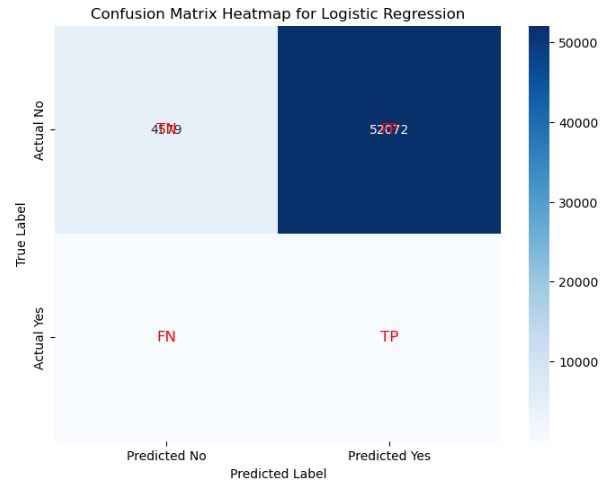 Confusion Matrix Heatmap for Logistic Regression
50000
40000
30000
20000
10000
Actual No
Actual Yes
True Label
TN
FN
TP
Predicted No
Predicted Yes
Predicted Label